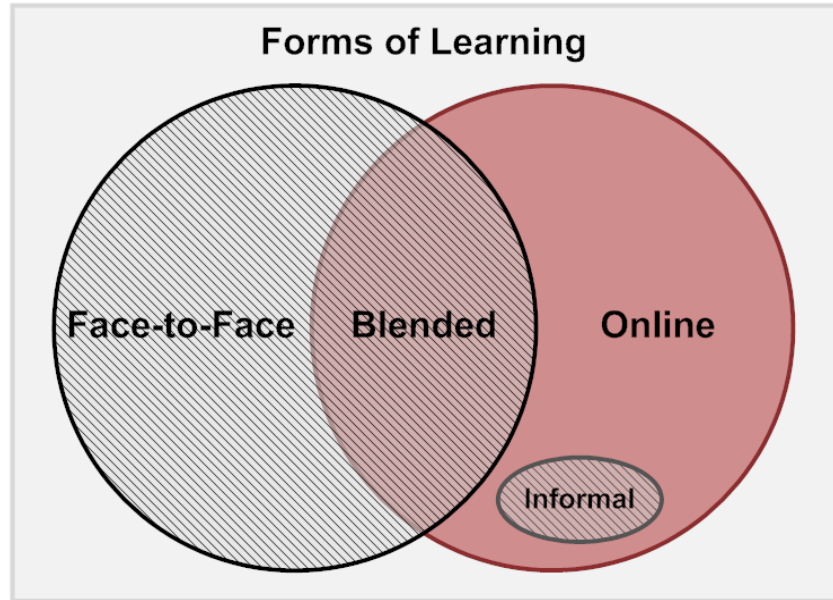 Forms of Learning
Face-to-Face
Blended
Online
Informal